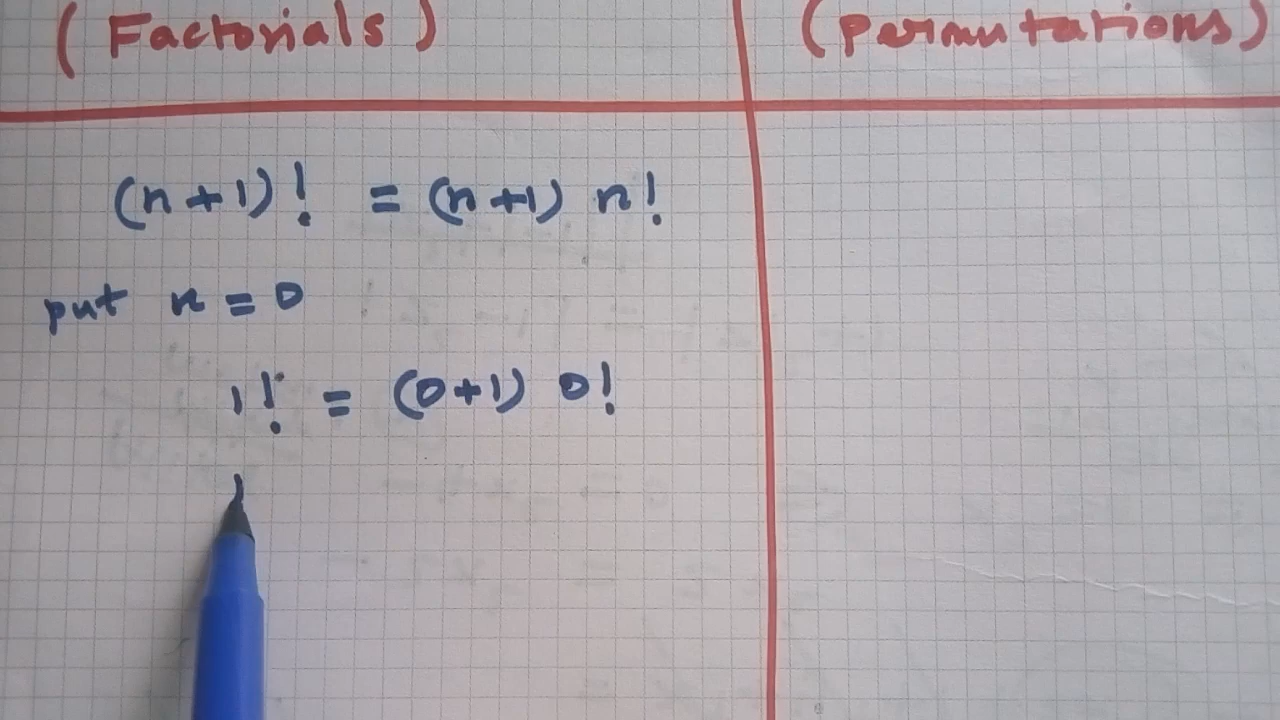 (Factorials)
(Permutations)
(n+1)! = (n+1) n!
put n = 0
1! = (0+1) 0!
1